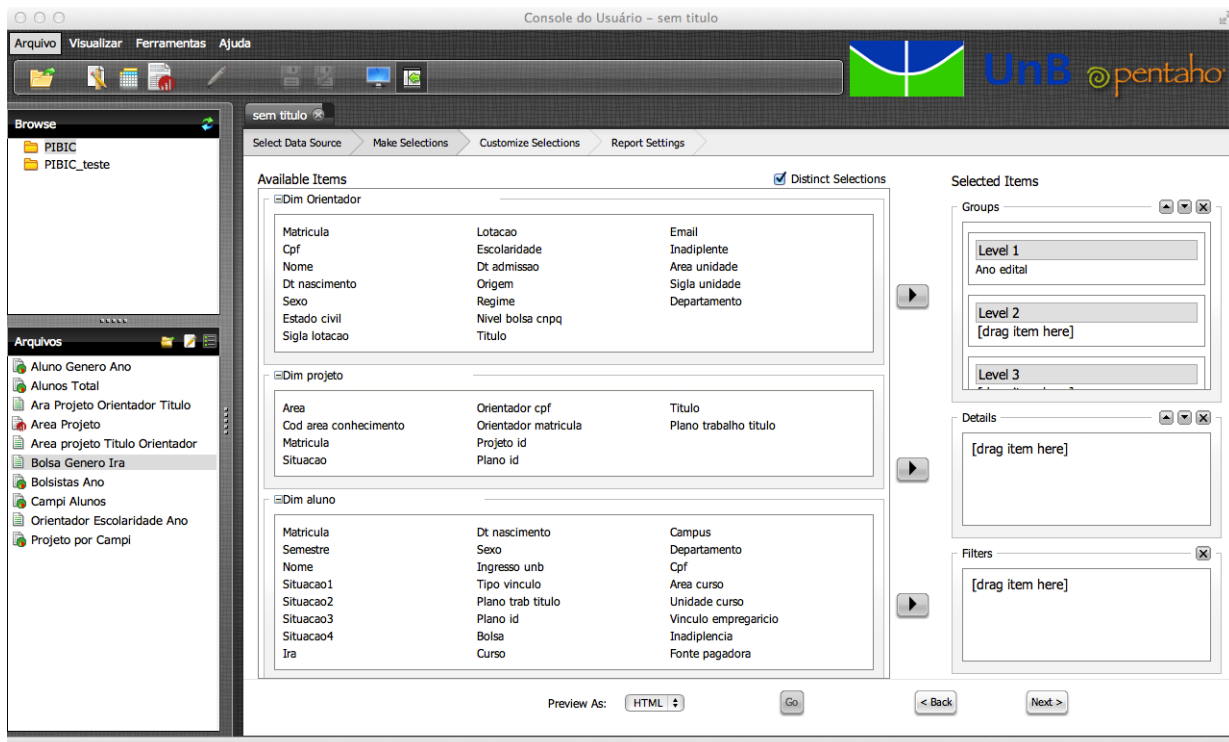 Console do Usuário – sem titulo
Arquivo Visualizar Ferramentas Ajuda
UnB pentaho
Browse
PIBIC
PIBIC_teste
Arquivos
Aluno Genero Ano
Alunos Total
Ara Projeto Orientador Titulo
Area Projeto
Area projeto Titulo Orientador
Bolsa Genero Ira
Bolsistas Ano
Campi Alunos
Orientador Escolaridade Ano
Projeto por Campi
sem titulo
Select Data Source Make Selections Customize Selections Report Settings
Available Items Distinct Selections
Dim Orientador
Matricula Lotacao Email
Cpf Escolaridade Inadiplente
Nome Dt admissao Area unidade
Dt nascimento Origem Sigla unidade
Sexo Regime Departamento
Estado civil Nivel bolsa cnpq
Sigla lotacao Titulo
Dim projeto
Area Orientador cpf Titulo
Cod area conhecimento Orientador matricula Plano trabalho titulo
Matricula Projeto id
Situacao Plano id
Dim aluno
Matricula Dt nascimento Campus
Semestre Sexo Departamento
Nome Ingresso unb Cpf
Situacao1 Tipo vinculo Area curso
Situacao2 Plano trab titulo Unidade curso
Situacao3 Plano id Vinculo empregaricio
Situacao4 Bolsa Inadiplencia
Ira Curso Fonte pagadora
Selected Items
Groups
Level 1
Ano edital
Level 2
[drag item here]
Level 3
Details
[drag item here]
Filters
[drag item here]
Preview As: HTML Go < Back Next >